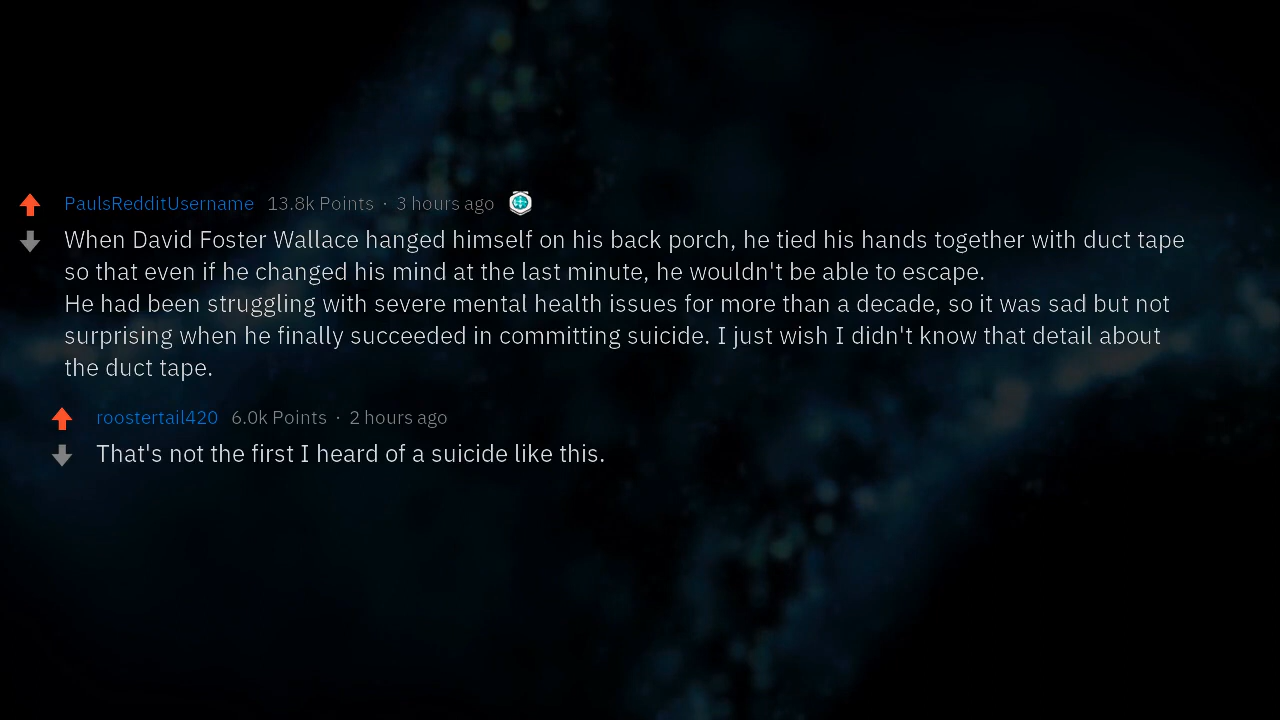 PaulsRedditUsername 13.8k Points · 3 hours ago
When David Foster Wallace hanged himself on his back porch, he tied his hands together with duct tape
so that even if he changed his mind at the last minute, he wouldn't be able to escape.
He had been struggling with severe mental health issues for more than a decade, so it was sad but not
surprising when he finally succeeded in committing suicide. I just wish I didn't know that detail about
the duct tape.
roostertail420 6.0k Points · 2 hours ago
That's not the first I heard of a suicide like this.